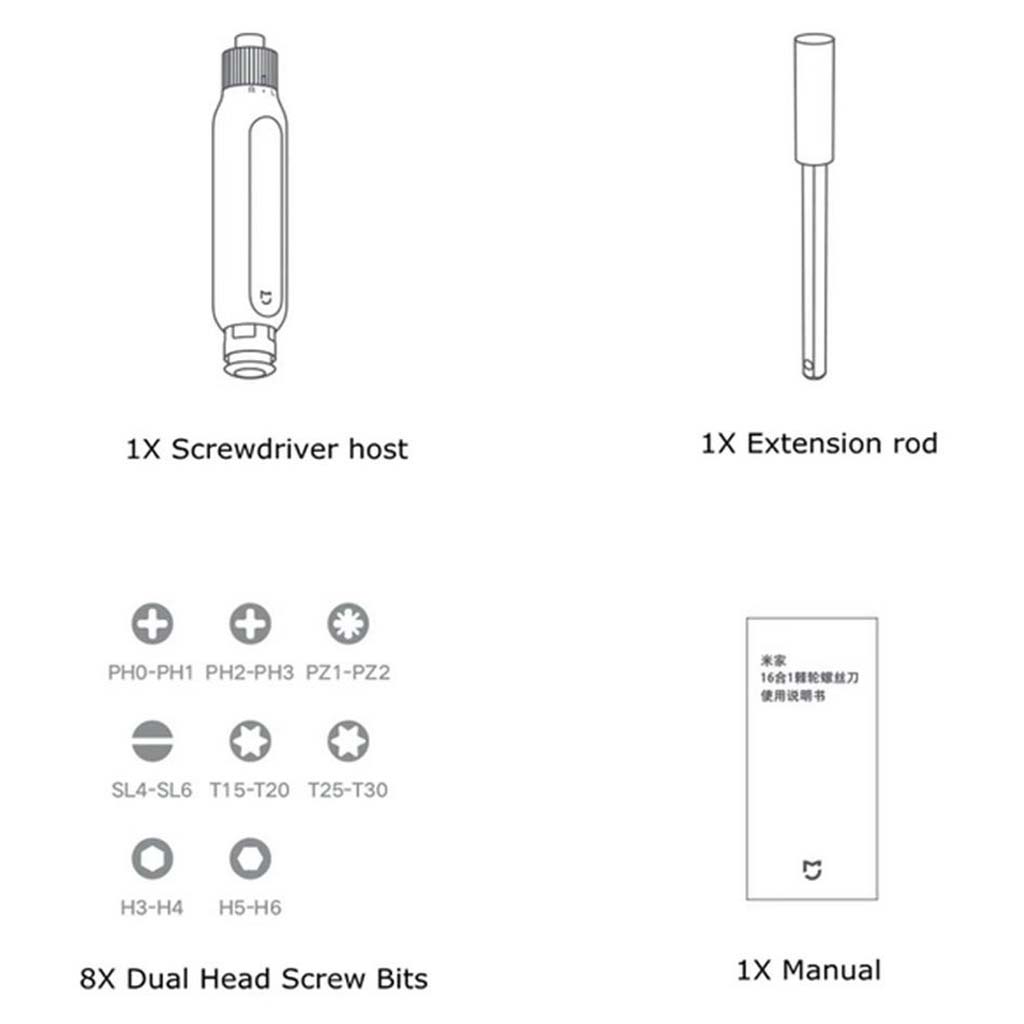 1X Screwdriver host
1X Extension rod
PH0-PH1 PH2-PH3 PZ1-PZ2
SL4-SL6 T15-T20 T25-T30
H3-H4 H5-H6
8X Dual Head Screw Bits
米家
16合1棘轮螺丝刀
使用说明书
1X Manual